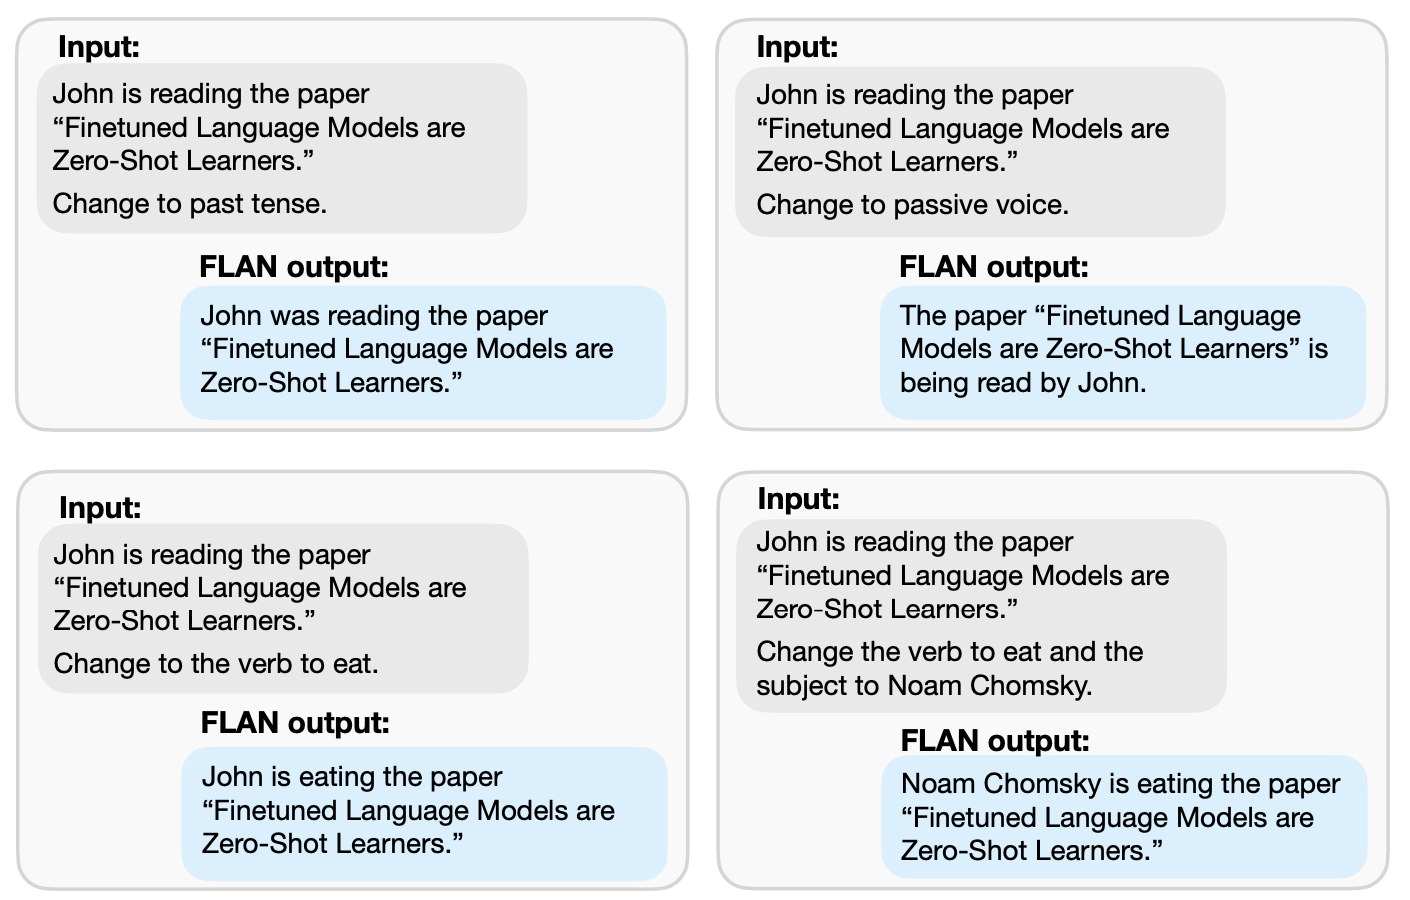 Input:
John is reading the paper
“Finetuned Language Models are
Zero-Shot Learners.”
Change to past tense.
FLAN output:
John was reading the paper
“Finetuned Language Models are
Zero-Shot Learners.”
Input:
John is reading the paper
“Finetuned Language Models are
Zero-Shot Learners.”
Change to passive voice.
FLAN output:
The paper “Finetuned Language
Models are Zero-Shot Learners” is
being read by John.
Input:
John is reading the paper
“Finetuned Language Models are
Zero-Shot Learners.”
Change to the verb to eat.
FLAN output:
John is eating the paper
“Finetuned Language Models are
Zero-Shot Learners.”
Input:
John is reading the paper
“Finetuned Language Models are
Zero-Shot Learners.”
Change the verb to eat and the
subject to Noam Chomsky.
FLAN output:
Noam Chomsky is eating the paper
“Finetuned Language Models are
Zero-Shot Learners.”